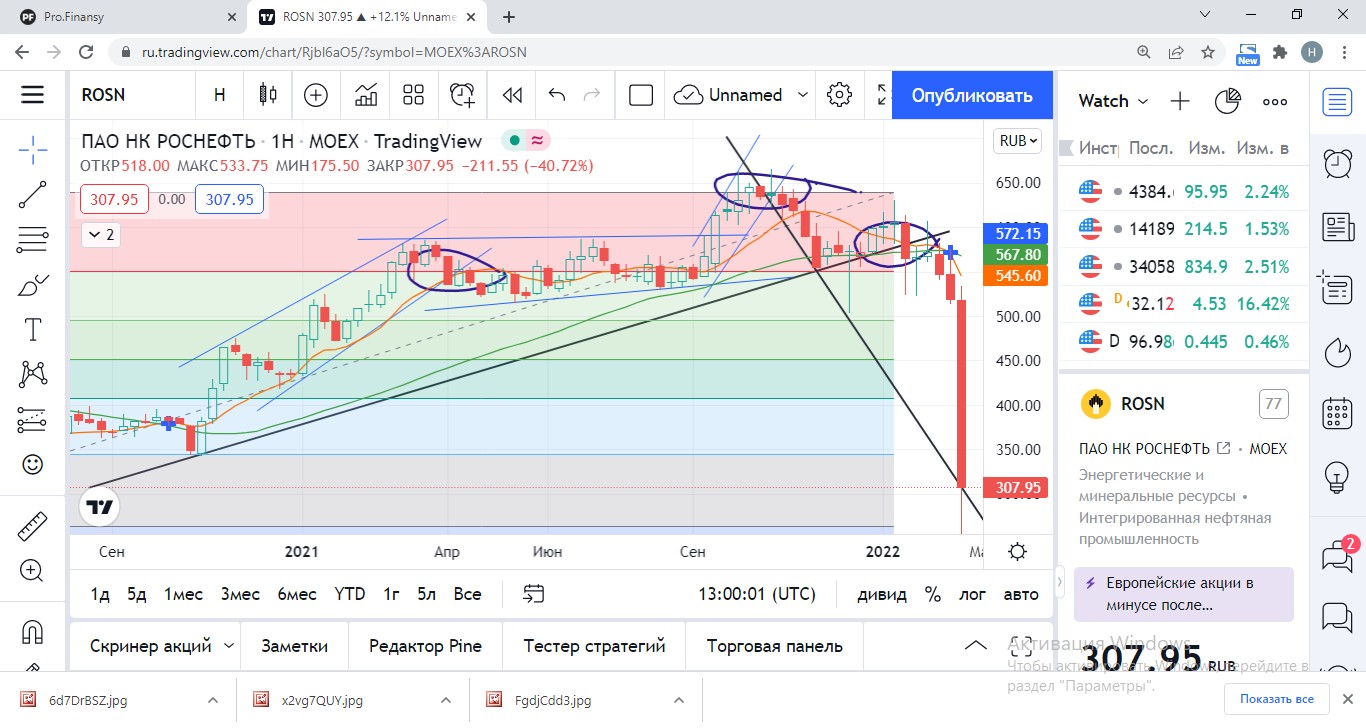 Pro.Finansy
ROSN 307.95 ▲ +12.1% Unname
ru.tradingview.com/chart/RjbI6aO5/?symbol=MOEX%3AROSN
New
H
ROSN
Н
Unnamed
Опубликовать
Watch
ПАО НК РОСНЕФТЬ · 1Н · MOEX · TradingView
ОТКР518.00 МАКС533.75 МИН175.50 ЗАКР307.95 −211.55 (−40.72%)
307.95 0.00 307.95
2
RUB
650.00
572.15
567.80
545.60
500.00
450.00
400.00
350.00
307.95
Сен 2021 Апр Июн Сен 2022
1д 5д 1мес 3мес 6мес YTD 1г 5л Все
13:00:01 (UTC)
дивид % лог авто
Скринер акций Заметки Редактор Pine Тестер стратегий Торговая панель
Инст Посл. Изм. Изм. в
4384. 95.95 2.24%
14189 214.5 1.53%
34058 834.9 2.51%
D 32.12 4.53 16.42%
D 96.98 0.445 0.46%
ROSN 77
ПАО НК РОСНЕФТЬ · MOEX
Энергетические и
минеральные ресурсы •
Интегрированная нефтяная
промышленность
Европейские акции в
минусе после...
307.95 RUB
2
Активация Windows
Чтобы активировать Windows, перейдите в
раздел "Параметры".
6d7DrBSZ.jpg
x2vg7QUY.jpg
FgdjCdd3.jpg
Показать все